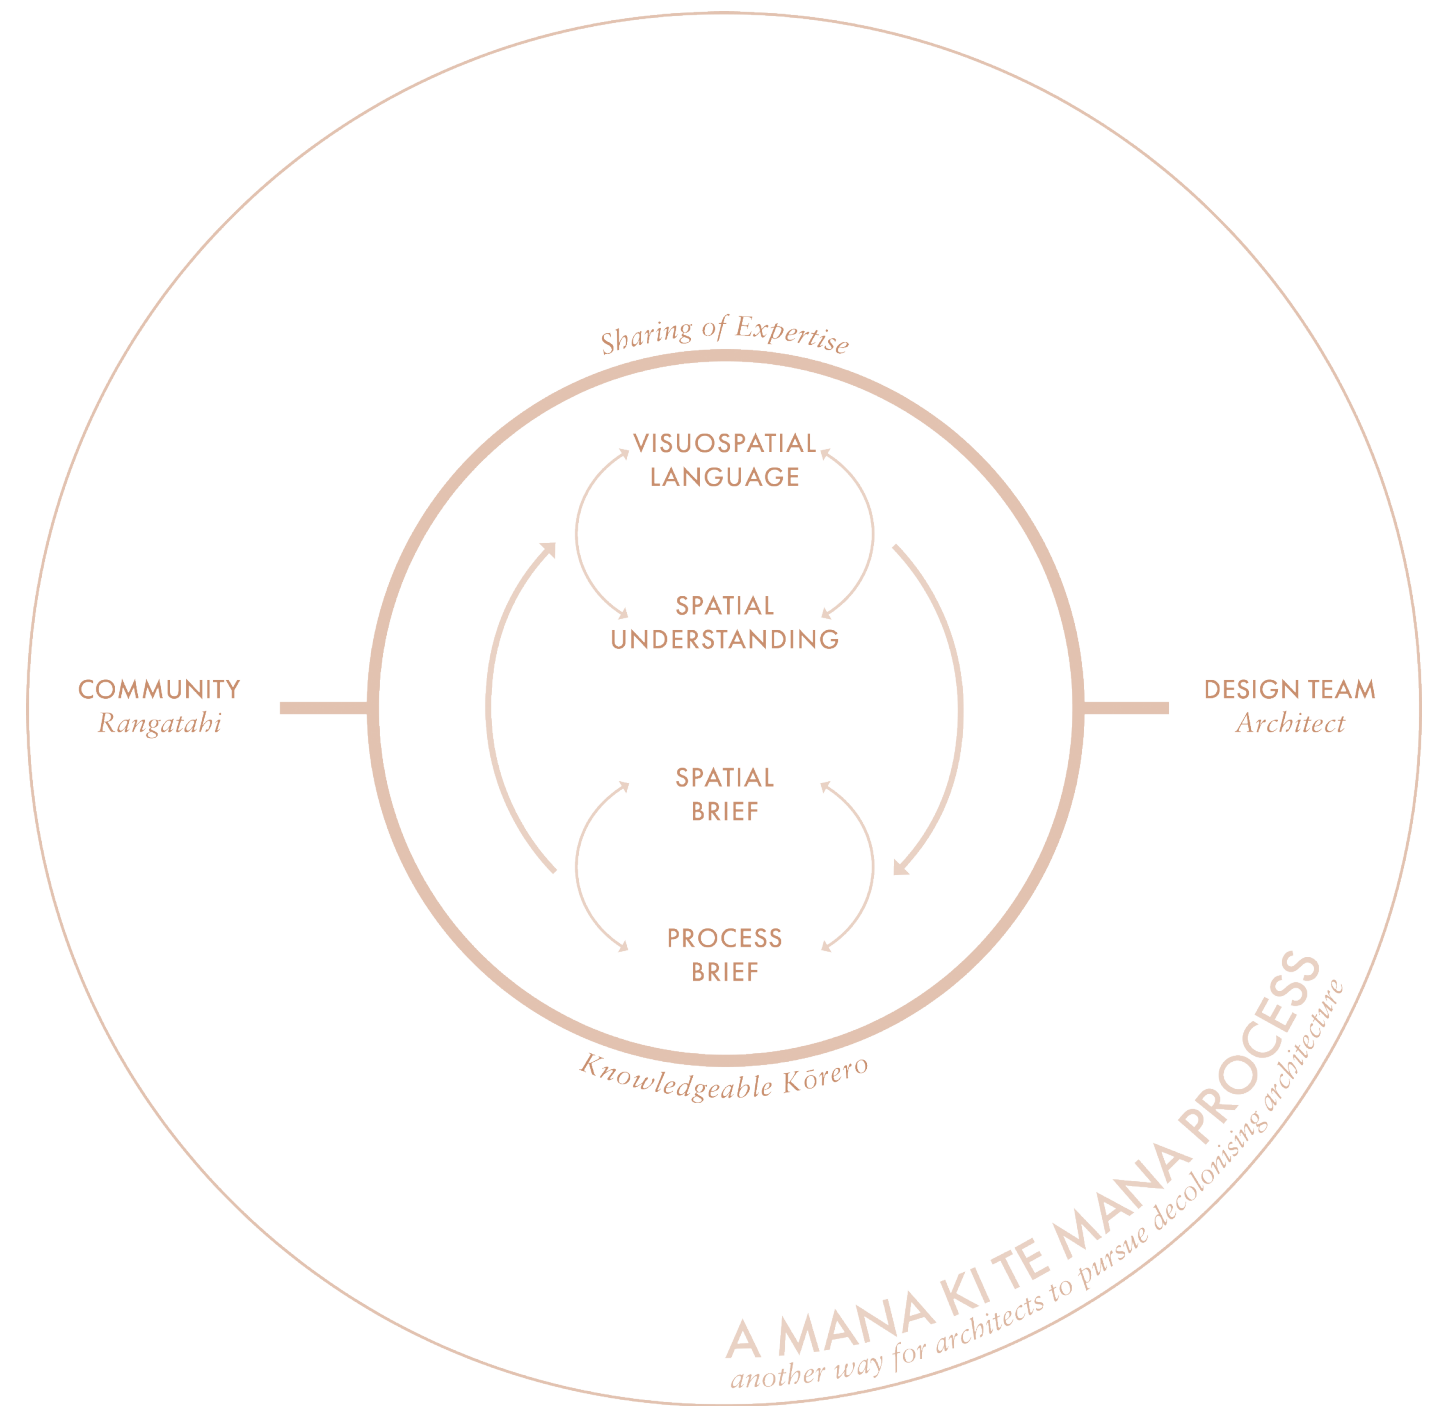 Sharing of Expertise
VISUOSPATIAL
LANGUAGE
SPATIAL
UNDERSTANDING
COMMUNITY
Rangatahi
DESIGN TEAM
Architect
SPATIAL
BRIEF
PROCESS
BRIEF
Knowledgeable Kōrero
A MANA KI TE MANA PROCESS
another way for architects to pursue decolonising architecture